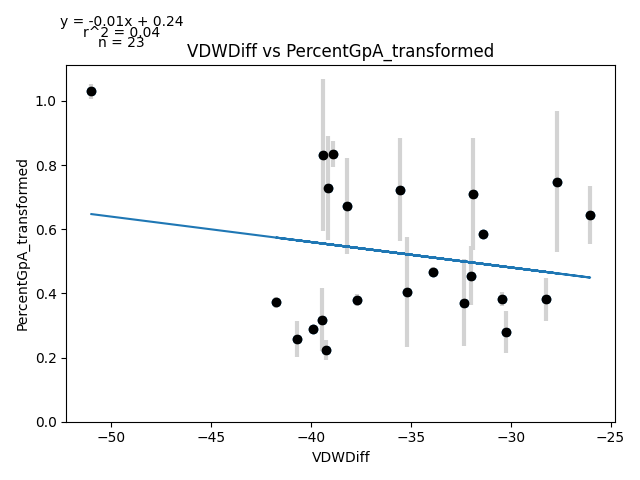 y = -0.01x + 0.24
r^2 = 0.04
n = 23
VDWDiff vs PercentGpA_transformed
PercentGpA_transformed
1.0
0.8
0.6
0.4
0.2
0.0
−50
−45
−40
−35
−30
−25
VDWDiff